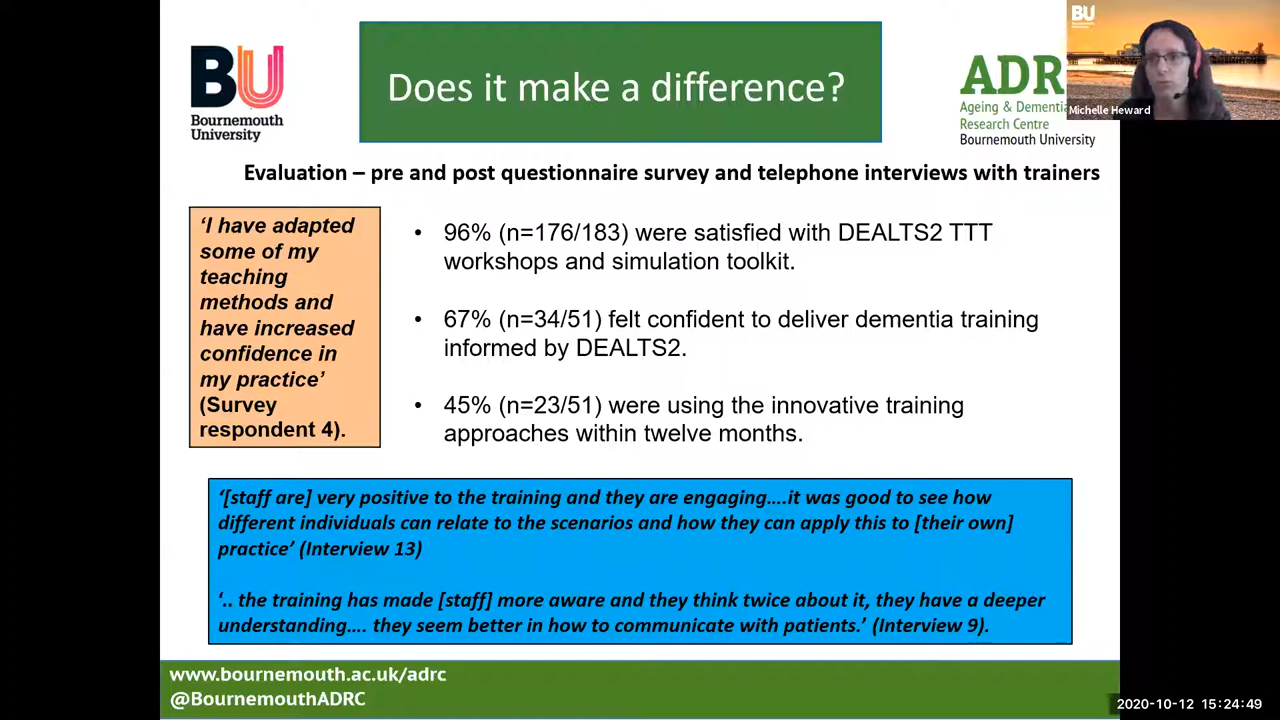 BU
Bournemouth
University
Does it make a difference?
ADR
Ageing & Dementia
Research Centre
Bournemouth University
BU
Michelle Heward
Evaluation – pre and post questionnaire survey and telephone interviews with trainers
‘I have adapted
some of my
teaching
methods and
have increased
confidence in
my practice’
(Survey
respondent 4).
• 96% (n=176/183) were satisfied with DEALTS2 TTT
workshops and simulation toolkit.
• 67% (n=34/51) felt confident to deliver dementia training
informed by DEALTS2.
• 45% (n=23/51) were using the innovative training
approaches within twelve months.
‘[staff are] very positive to the training and they are engaging….it was good to see how
different individuals can relate to the scenarios and how they can apply this to [their own]
practice’ (Interview 13)
‘.. the training has made [staff] more aware and they think twice about it, they have a deeper
understanding…. they seem better in how to communicate with patients.’ (Interview 9).
www.bournemouth.ac.uk/adrc
@BournemouthADRC
2020-10-12 15:24:49